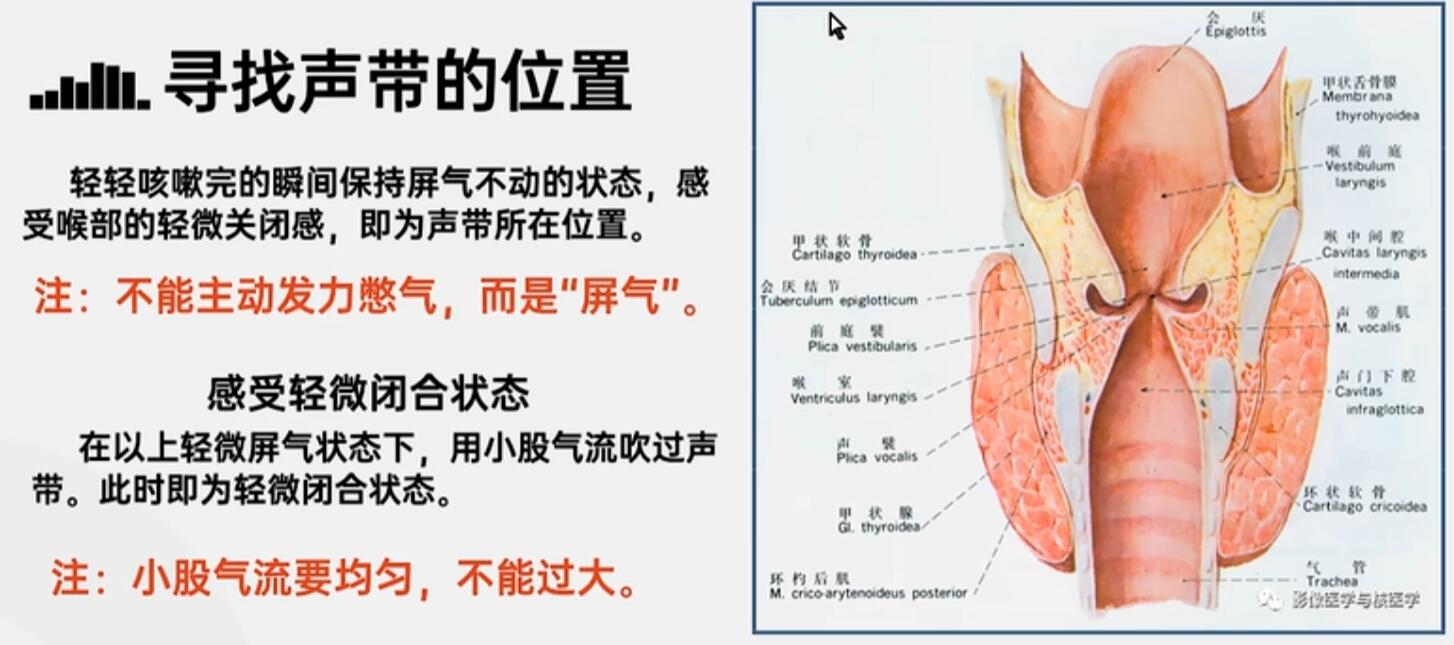 寻找声带的位置
轻轻咳嗽完的瞬间保持屏气不动的状态，感
受喉部的轻微关闭感，即为声带所在位置。
注：不能主动发力憋气，而是“屏气”。
感受轻微闭合状态
在以上轻微屏气状态下，用小股气流吹过声
带。此时即为轻微闭合状态。
注：小股气流要均匀，不能过大。
会厌
Epiglottis
甲状舌骨膜
Membrana
thyrohyoidea
喉前庭
Vestibulum
laryngis
甲状软骨
Cartilago thyroidea
喉中间腔
Cavitas laryngis
intermedia
会厌结节
Tuberculum epiglotticum
声带肌
M. vocalis
前庭襞
Plica vestibularis
喉室
Ventriculus laryngis
声门下腔
Cavitas
infraglottica
声襞
Plica vocalis
环状软骨
Cartilago cricoidea
甲状腺
Gl. thyroidea
环杓后肌
M. crico-arytenoideus posterior
气管
Trachea
影像医学与核医学